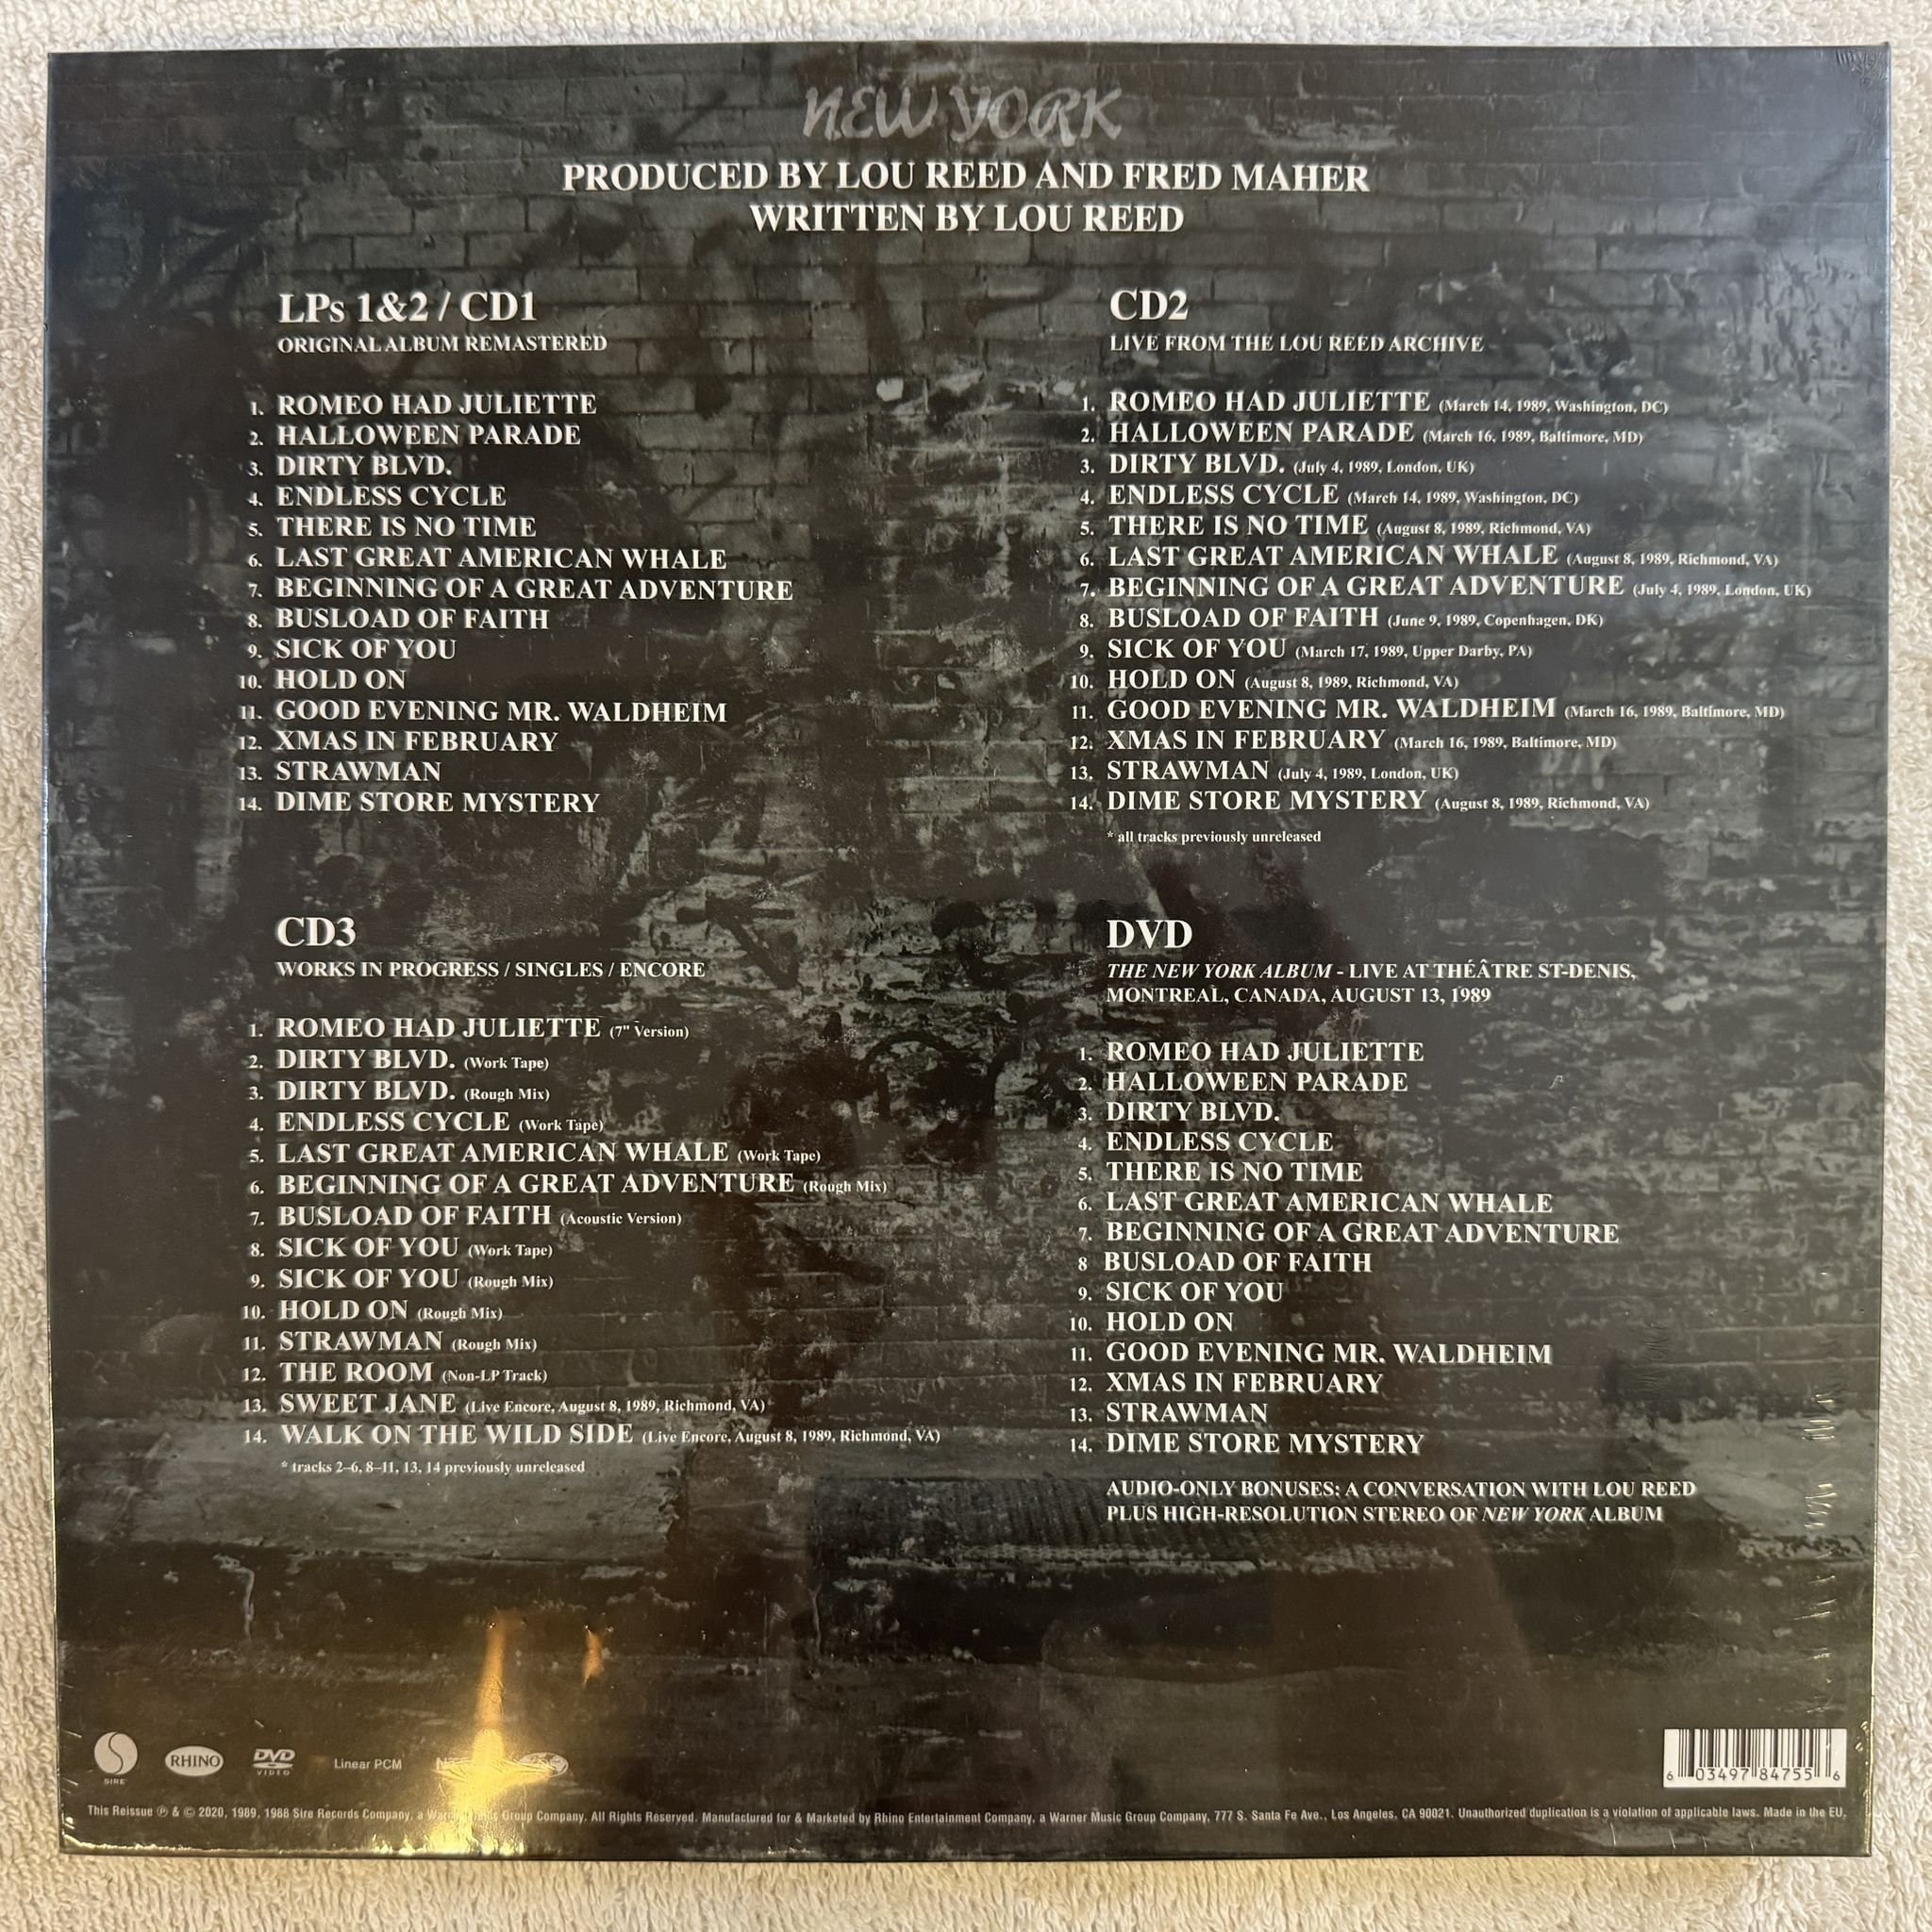 NEW YORK
PRODUCED BY LOU REED AND FRED MAHER
WRITTEN BY LOU REED
LPs 1&2 / CD1
ORIGINAL ALBUM REMASTERED
1. ROMEO HAD JULIETTE
2. HALLOWEEN PARADE
3. DIRTY BLVD.
4. ENDLESS CYCLE
5. THERE IS NO TIME
6. LAST GREAT AMERICAN WHALE
7. BEGINNING OF A GREAT ADVENTURE
8. BUSLOAD OF FAITH
9. SICK OF YOU
10. HOLD ON
11. GOOD EVENING MR. WALDHEIM
12. XMAS IN FEBRUARY
13. STRAWMAN
14. DIME STORE MYSTERY
CD2
LIVE FROM THE LOU REED ARCHIVE
1. ROMEO HAD JULIETTE (March 14, 1989, Washington, DC)
2. HALLOWEEN PARADE (March 16, 1989, Baltimore, MD)
3. DIRTY BLVD. (July 4, 1989, London, UK)
4. ENDLESS CYCLE (March 14, 1989, Washington, DC)
5. THERE IS NO TIME (August 8, 1989, Richmond, VA)
6. LAST GREAT AMERICAN WHALE (August 8, 1989, Richmond, VA)
7. BEGINNING OF A GREAT ADVENTURE (July 4, 1989, London, UK)
8. BUSLOAD OF FAITH (June 9, 1989, Copenhagen, DK)
9. SICK OF YOU (March 17, 1989, Upper Darby, PA)
10. HOLD ON (August 8, 1989, Richmond, VA)
11. GOOD EVENING MR. WALDHEIM (March 16, 1989, Baltimore, MD)
12. XMAS IN FEBRUARY (March 16, 1989, Baltimore, MD)
13. STRAWMAN (July 4, 1989, London, UK)
14. DIME STORE MYSTERY (August 8, 1989, Richmond, VA)
* all tracks previously unreleased
CD3
WORKS IN PROGRESS / SINGLES / ENCORE
1. ROMEO HAD JULIETTE (7" Version)
2. DIRTY BLVD. (Work Tape)
3. DIRTY BLVD. (Rough Mix)
4. ENDLESS CYCLE (Work Tape)
5. LAST GREAT AMERICAN WHALE (Work Tape)
6. BEGINNING OF A GREAT ADVENTURE (Rough Mix)
7. BUSLOAD OF FAITH (Acoustic Version)
8. SICK OF YOU (Work Tape)
9. SICK OF YOU (Rough Mix)
10. HOLD ON (Rough Mix)
11. STRAWMAN (Rough Mix)
12. THE ROOM (Non-LP Track)
13. SWEET JANE (Live Encore, August 8, 1989, Richmond, VA)
14. WALK ON THE WILD SIDE (Live Encore, August 8, 1989, Richmond, VA)
* tracks 2–6, 8–11, 13, 14 previously unreleased
DVD
THE NEW YORK ALBUM - LIVE AT THÉÂTRE ST-DENIS,
MONTREAL, CANADA, AUGUST 13, 1989
1. ROMEO HAD JULIETTE
2. HALLOWEEN PARADE
3. DIRTY BLVD.
4. ENDLESS CYCLE
5. THERE IS NO TIME
6. LAST GREAT AMERICAN WHALE
7. BEGINNING OF A GREAT ADVENTURE
8 BUSLOAD OF FAITH
9. SICK OF YOU
10. HOLD ON
11. GOOD EVENING MR. WALDHEIM
12. XMAS IN FEBRUARY
13. STRAWMAN
14. DIME STORE MYSTERY
AUDIO-ONLY BONUSES: A CONVERSATION WITH LOU REED
PLUS HIGH-RESOLUTION STEREO OF NEW YORK ALBUM
SIRE
RHINO
DVD VIDEO
Linear PCM
6 03497 84755 6
This Reissue ℗ & © 2020, 1989, 1988 Sire Records Company, a Group Company. All Rights Reserved. Manufactured for & Marketed by Rhino Entertainment Company, a Warner Music Group Company, 777 S. Santa Fe Ave., Los Angeles, CA 90021. Unauthorized duplication is a violation of applicable laws. Made in the EU.